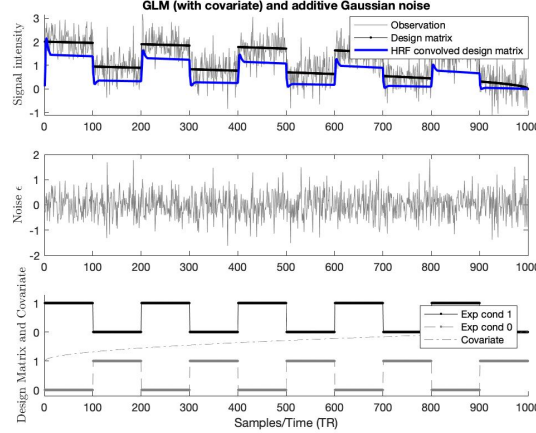 GLM (with covariate) and additive Gaussian noise
Signal intensity
3
2
1
0
-1
Observation
Design matrix
HRF convolved design matrix
0 100 200 300 400 500 600 700 800 900 1000
Noise ϵ
2
1
0
-1
-2
0 100 200 300 400 500 600 700 800 900 1000
Design Matrix and Covariate
1
0
1
0
Exp cond 1
Exp cond 0
Covariate
0 100 200 300 400 500 600 700 800 900 1000
Samples/Time (TR)